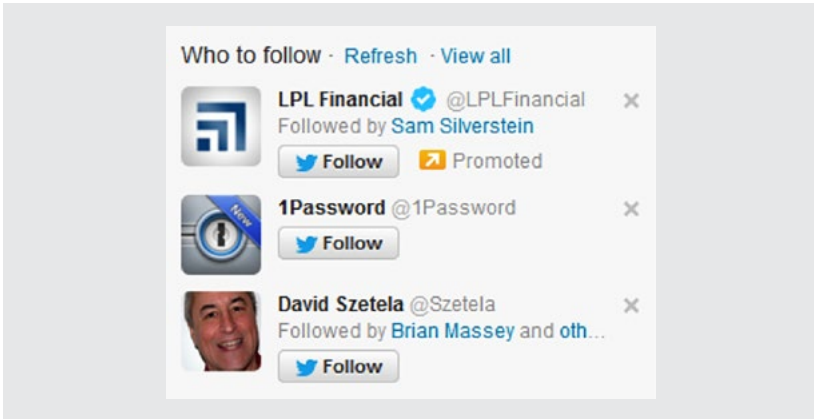 Who to follow · Refresh · View all
LPL Financial @LPLFinancial
Followed by Sam Silverstein
Follow Promoted
New
1Password @1Password
Follow
David Szetela @Szetela
Followed by Brian Massey and oth...
Follow